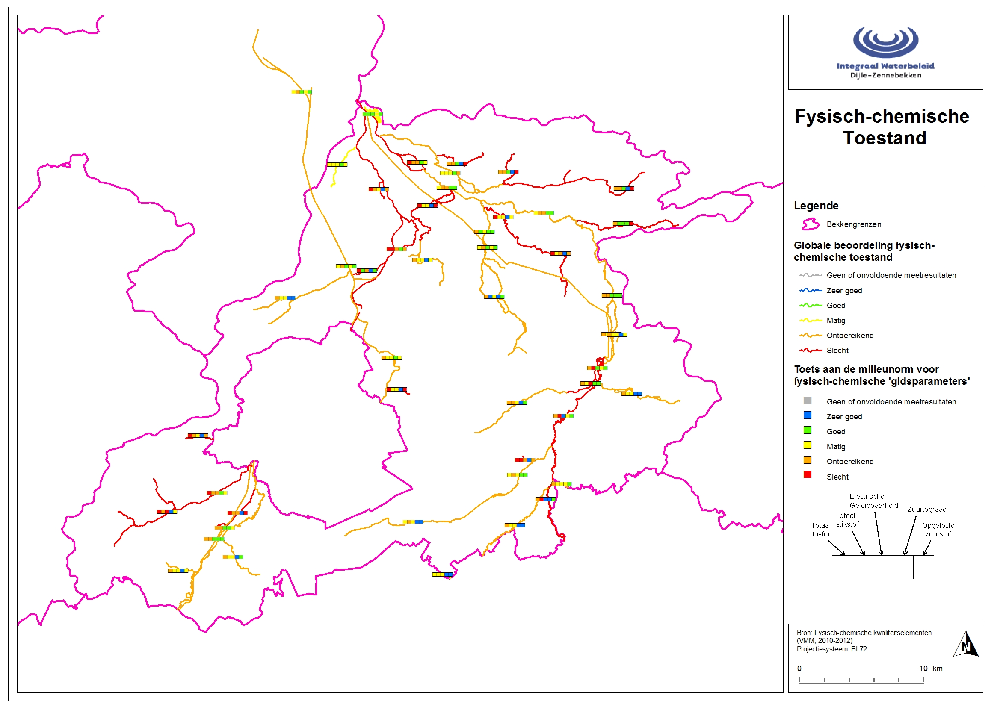 Integraal Waterbeleid
Dijle-Zennebekken
Fysisch-chemische
Toestand
Legende
Bekkengrenzen
Globale beoordeling fysisch-
chemische toestand
Geen of onvoldoende meetresultaten
Zeer goed
Goed
Matig
Ontoereikend
Slecht
Toets aan de milieunorm voor
fysisch-chemische 'gidsparameters'
Geen of onvoldoende meetresultaten
Zeer goed
Goed
Matig
Ontoereikend
Slecht
Electrische
Geleidbaarheid
Zuurtegraad
Totaal
stikstof
Totaal
fosfor
Opgeloste
zuurstof
Bron: Fysisch-chemische kwaliteitselementen
(VMM, 2010-2012)
Projectiesysteem: BL72
N
0 10 km